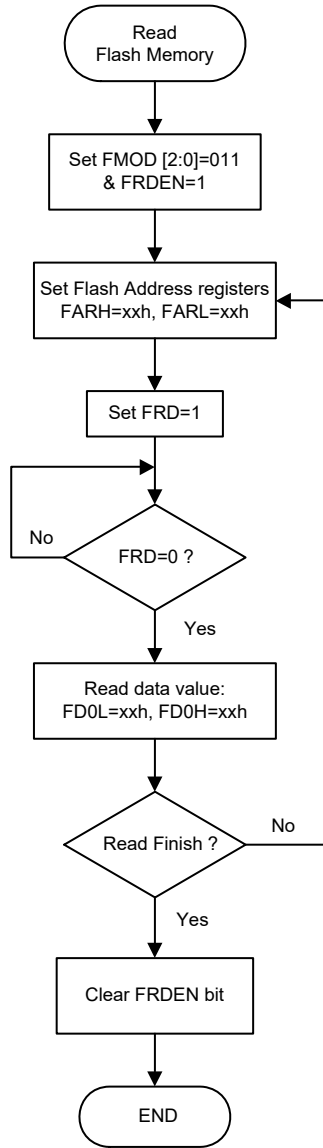 Read
Flash Memory
Set FMOD [2:0]=011
& FRDEN=1
Set Flash Address registers
FARH=xxh, FARL=xxh
Set FRD=1
No
FRD=0 ?
Yes
Read data value:
FD0L=xxh, FD0H=xxh
Read Finish ?
No
Yes
Clear FRDEN bit
END